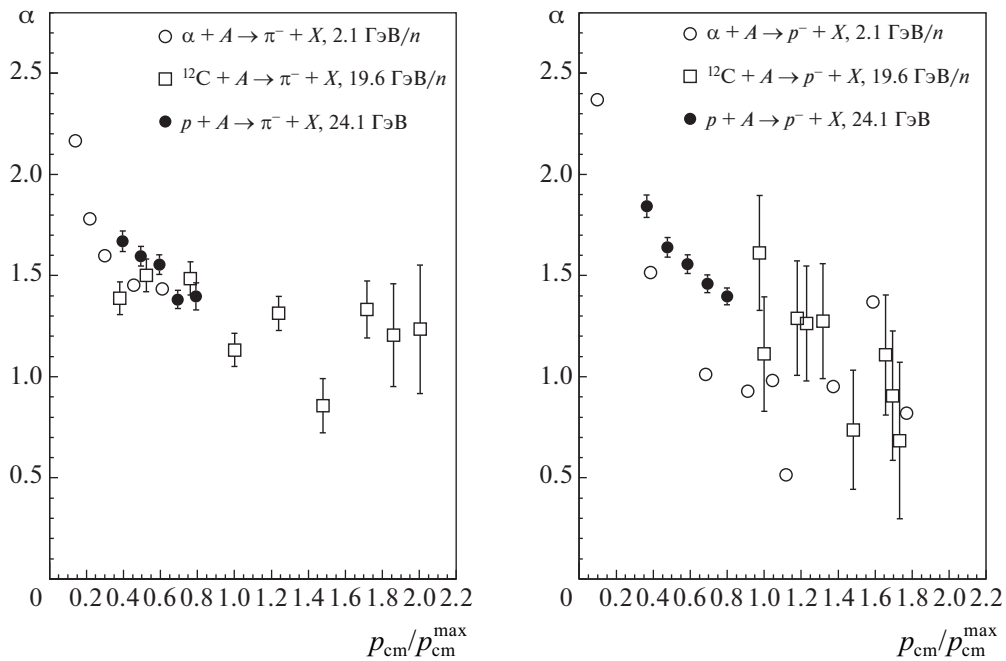 α
α + A → π⁻ + X, 2.1 ГэВ/n
¹²C + A → π⁻ + X, 19.6 ГэВ/n
p + A → π⁻ + X, 24.1 ГэВ
2.5
2.0
1.5
1.0
0.5
0 0.2 0.4 0.6 0.8 1.0 1.2 1.4 1.6 1.8 2.0 2.2
p_cm/p_cm^max
α
α + A → p⁻ + X, 2.1 ГэВ/n
¹²C + A → p⁻ + X, 19.6 ГэВ/n
p + A → p⁻ + X, 24.1 ГэВ
2.5
2.0
1.5
1.0
0.5
0 0.2 0.4 0.6 0.8 1.0 1.2 1.4 1.6 1.8 2.0 2.2
p_cm/p_cm^max